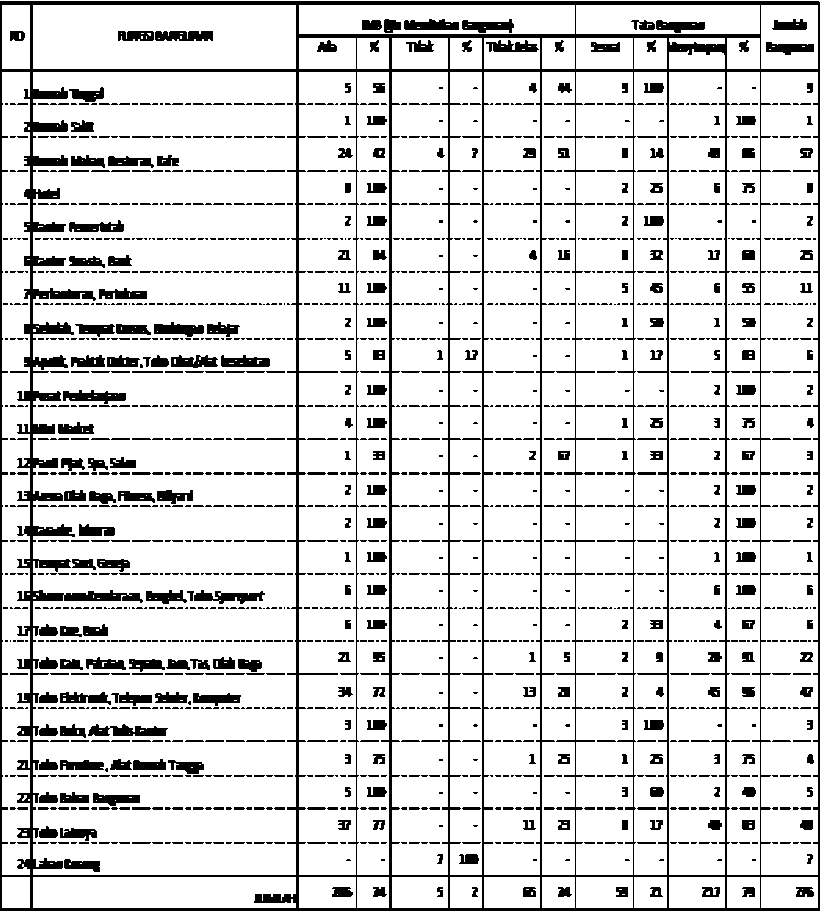 NO FUNGSI BANGUNAN IMB (Ijin Mendirikan Bangunan) Tata Bangunan Jumlah
Ada % Tidak % Tidak Jelas % Sesuai % Menyimpang % Bangunan
1 Rumah Tinggal 5 56 - - 4 44 9 100 - - 9
2 Rumah Sakit 1 100 - - - - - - 1 100 1
3 Rumah Makan, Restoran, Kafe 24 42 4 7 29 51 8 14 49 86 57
4 Hotel 8 100 - - - - 2 25 6 75 8
5 Kantor Pemerintah 2 100 - - - - 2 100 - - 2
6 Kantor Swasta, Bank 21 84 - - 4 16 8 32 17 68 25
7 Perkantoran, Pertokoan 11 100 - - - - 5 45 6 55 11
8 Sekolah, Tempat Kursus, Bimbingan Belajar 2 100 - - - - 1 50 1 50 2
9 Apotik, Praktik Dokter, Toko Obat/Alat kesehatan 5 83 1 17 - - 1 17 5 83 6
10 Pusat Perbelanjaan 2 100 - - - - - - 2 100 2
11 Mini Market 4 100 - - - - 1 25 3 75 4
12 Panti Pijat, Spa, Salon 1 33 - - 2 67 1 33 2 67 3
13 Arena Olah Raga, Fitness, Billyard 2 100 - - - - - - 2 100 2
14 Karaoke, 2 100 - - - - - - 2 100 2
15 Tempat Suci, Gereja 1 100 - - - - - - 1 100 1
16 Showroom Kendaraan, Bengkel, Toko Sparepart 6 100 - - - - - - 6 100 6
17 Toko Kue, Buah 6 100 - - - - 2 33 4 67 6
18 Toko Kain, Pakaian, Sepatu, Jam, Tas, Olah Raga 21 95 - - 1 5 2 9 20 91 22
19 Toko Elektronik, Telepon Seluler, Komputer 34 72 - - 13 28 2 4 45 96 47
20 Toko Buku, Alat Tulis Kantor 3 100 - - - - 3 100 - - 3
21 Toko Furniture, Alat Rumah Tangga 3 75 - - 1 25 1 25 3 75 4
22 Toko Bahan Bangunan 5 100 - - - - 3 60 2 40 5
23 Toko Lainnya 37 77 - - 11 23 8 17 40 83 48
24 Lahan Kosong - - 7 100 - - - - - - 7
JUMLAH 206 24 5 2 65 24 59 21 217 79 276